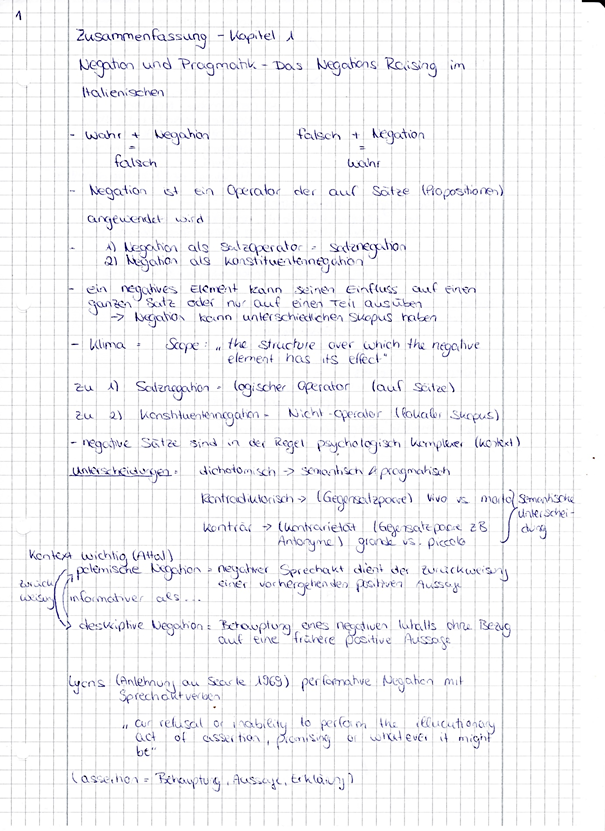 1
Zusammenfassung - Kapitel 1
Negation und Pragmatik - Das Negations Raising im
Italienischen
- Wahr + Negation falsch + Negation
= =
falsch wahr
- Negation ist ein Operator der auf Sätze (Propositionen)
angewendet wird
- 1) Negation als Satzoperator = Satznegation
2) Negation als Konstituentennegation
- ein negatives Element kann seinen Einfluss auf einen
ganzen Satz oder nur auf einen Teil ausüben
-> Negation kann unterschiedlichen Skopus haben
- Klima = Scope: „the structure over which the negative
element has its effect"
zu 1) Satznegation = logischer Operator (auf Sätze)
zu 2) Konstituentennegation - Nicht-Operator (lokaler Skopus)
- negative Sätze sind in der Regel psychologisch komplexer (Kontext)
Unterscheidungen: dichotomisch -> semantisch & pragmatisch
kontradiktorisch -> (Gegensatzpaare) vivo vs. morto
konträr -> (Kontrarietät (Gegensatzpaare zB
Antonyme) grande vs. piccolo
Semantische
Unterschei-
dung
Kontext wichtig (Attal)
polemische Negation = negativer Sprechakt dient der Zurückweisung
einer vorhergehenden positiven Aussage
zurück
weisung
informativer als...
deskriptive Negation = Behauptung eines negativen Inhalts ohne Bezug
auf eine frühere positive Aussage
Lyons (Anlehnung an Searle 1969) performative Negation mit
Sprechaktverben
„our refusal or inability to perform the illocutionary
act of assertion, promising or whatever it might
be"
(assertion = Behauptung, Aussage, Erklärung)